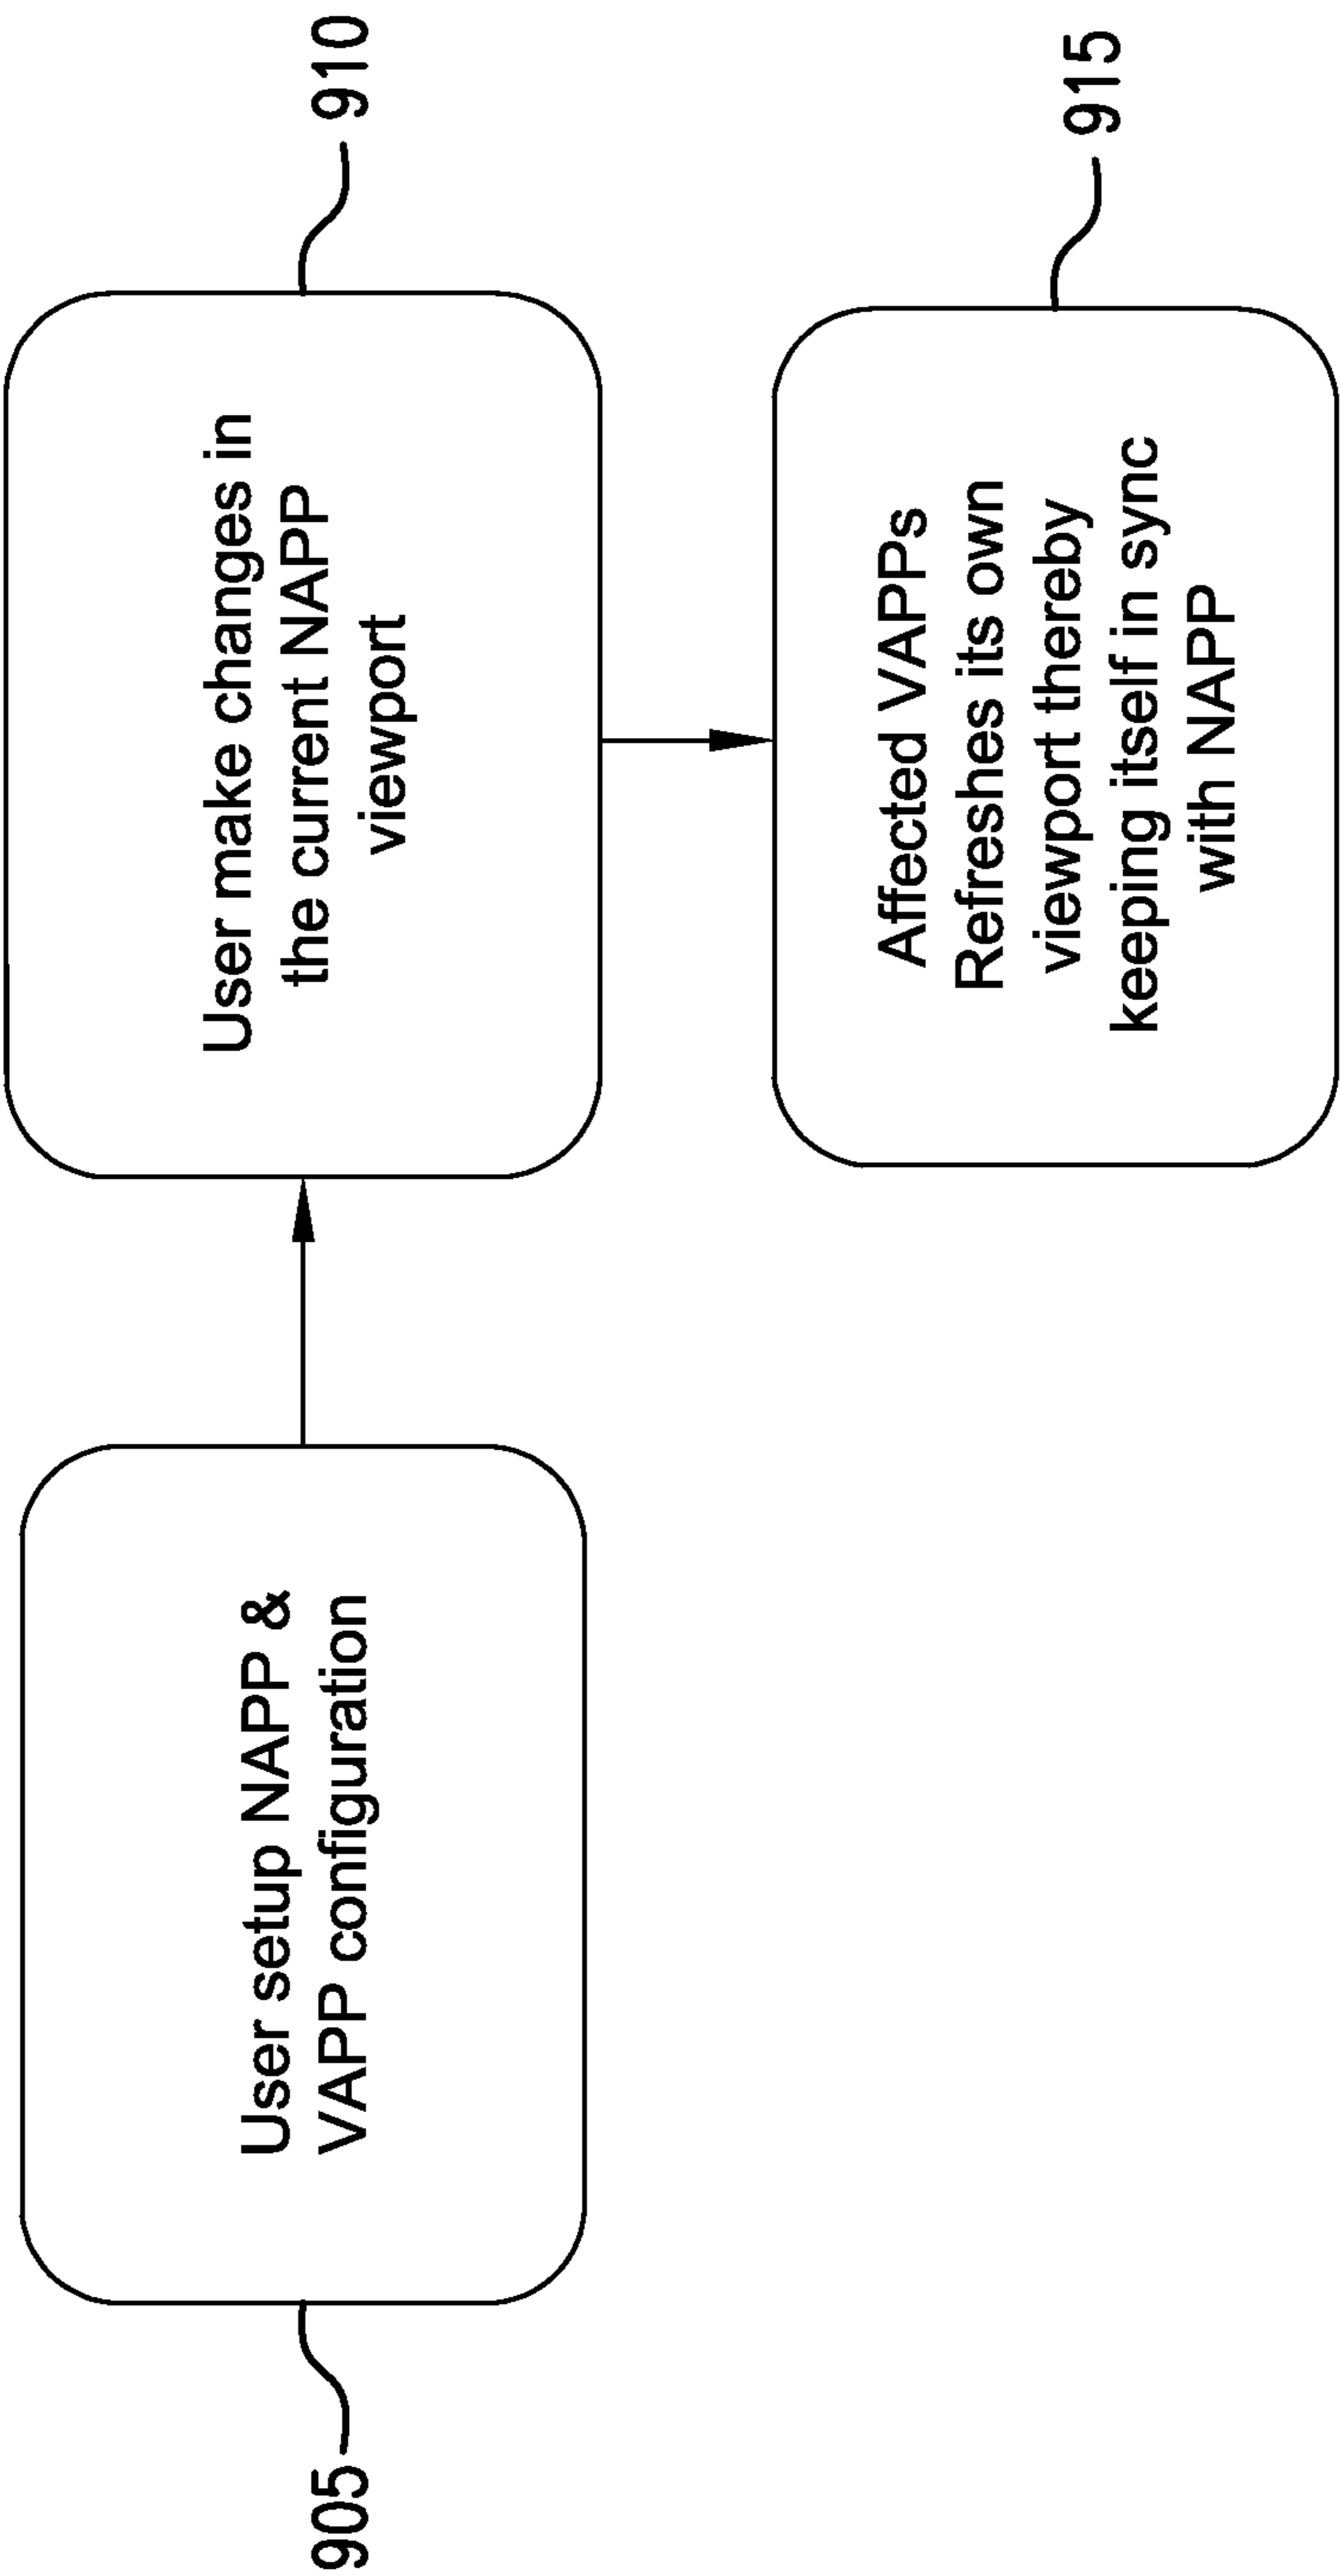 905
User setup NAPP &
VAPP configuration
User make changes in
the current NAPP
viewport
910
Affected VAPPs
Refreshes its own
viewport thereby
keeping itself in sync
with NAPP
915